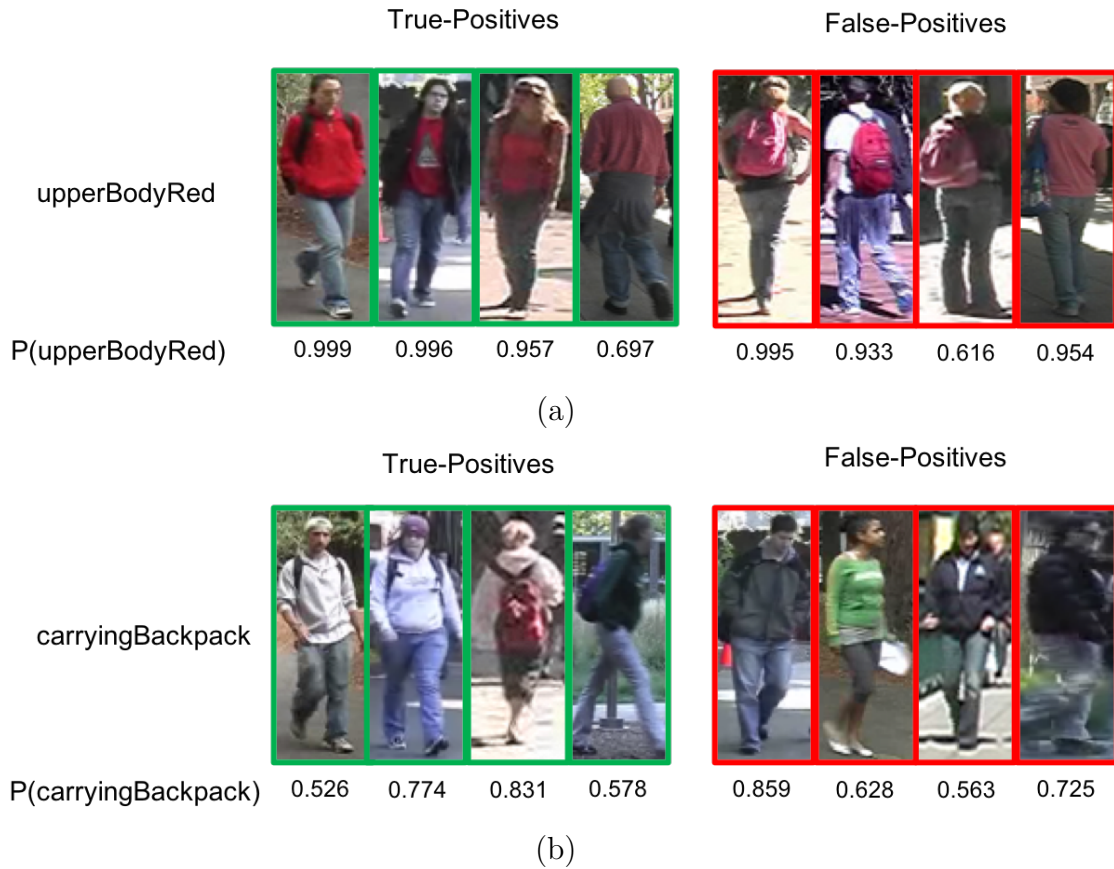 True-Positives
False-Positives
upperBodyRed
P(upperBodyRed)
0.999 0.996 0.957 0.697 0.995 0.933 0.616 0.954
(a)
True-Positives
False-Positives
carryingBackpack
P(carryingBackpack)
0.526 0.774 0.831 0.578 0.859 0.628 0.563 0.725
(b)